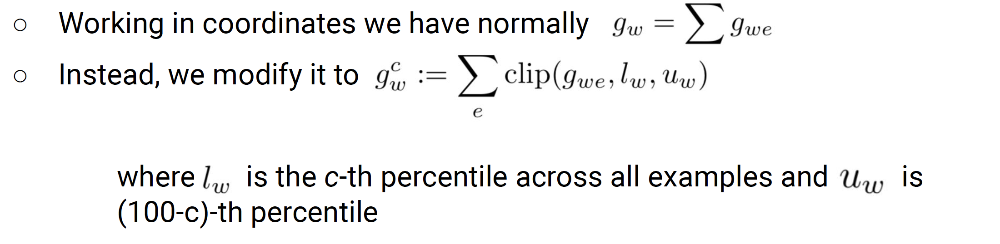 ○ Working in coordinates we have normally $g_w = \sum g_{we}$
○ Instead, we modify it to $g_w^c := \sum_e \text{clip}(g_{we}, l_w, u_w)$
where $l_w$ is the c-th percentile across all examples and $u_w$ is
(100-c)-th percentile